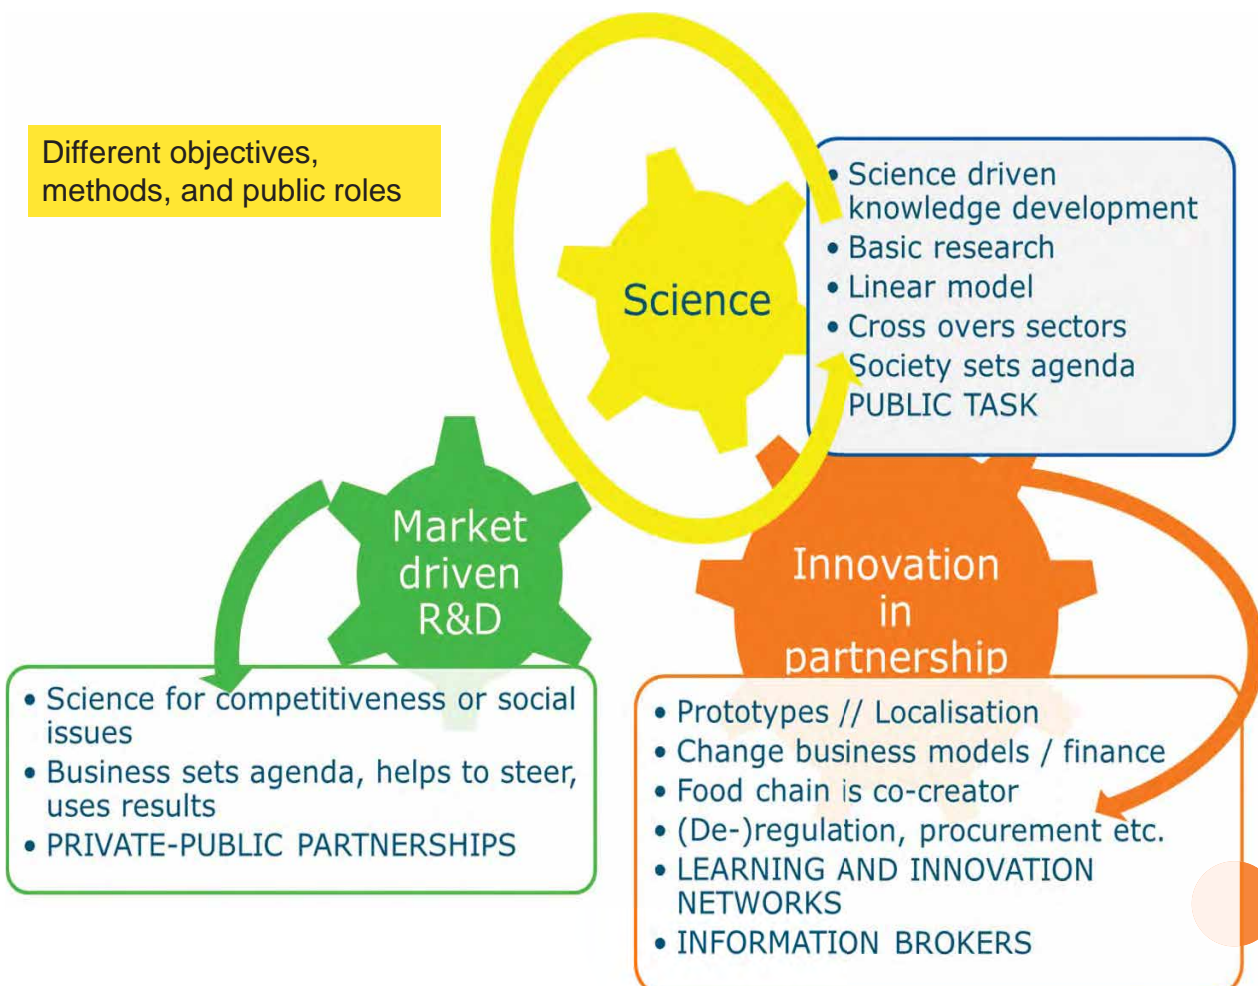 Different objectives,
methods, and public roles
Science
• Science driven
knowledge development
• Basic research
• Linear model
• Cross overs sectors
Society sets agenda
PUBLIC TASK
Market
driven
R&D
• Science for competitiveness or social
issues
• Business sets agenda, helps to steer,
uses results
• PRIVATE-PUBLIC PARTNERSHIPS
Innovation
in
partnership
• Prototypes // Localisation
• Change business models / finance
• Food chain is co-creator
• (De-)regulation, procurement etc.
• LEARNING AND INNOVATION
NETWORKS
• INFORMATION BROKERS